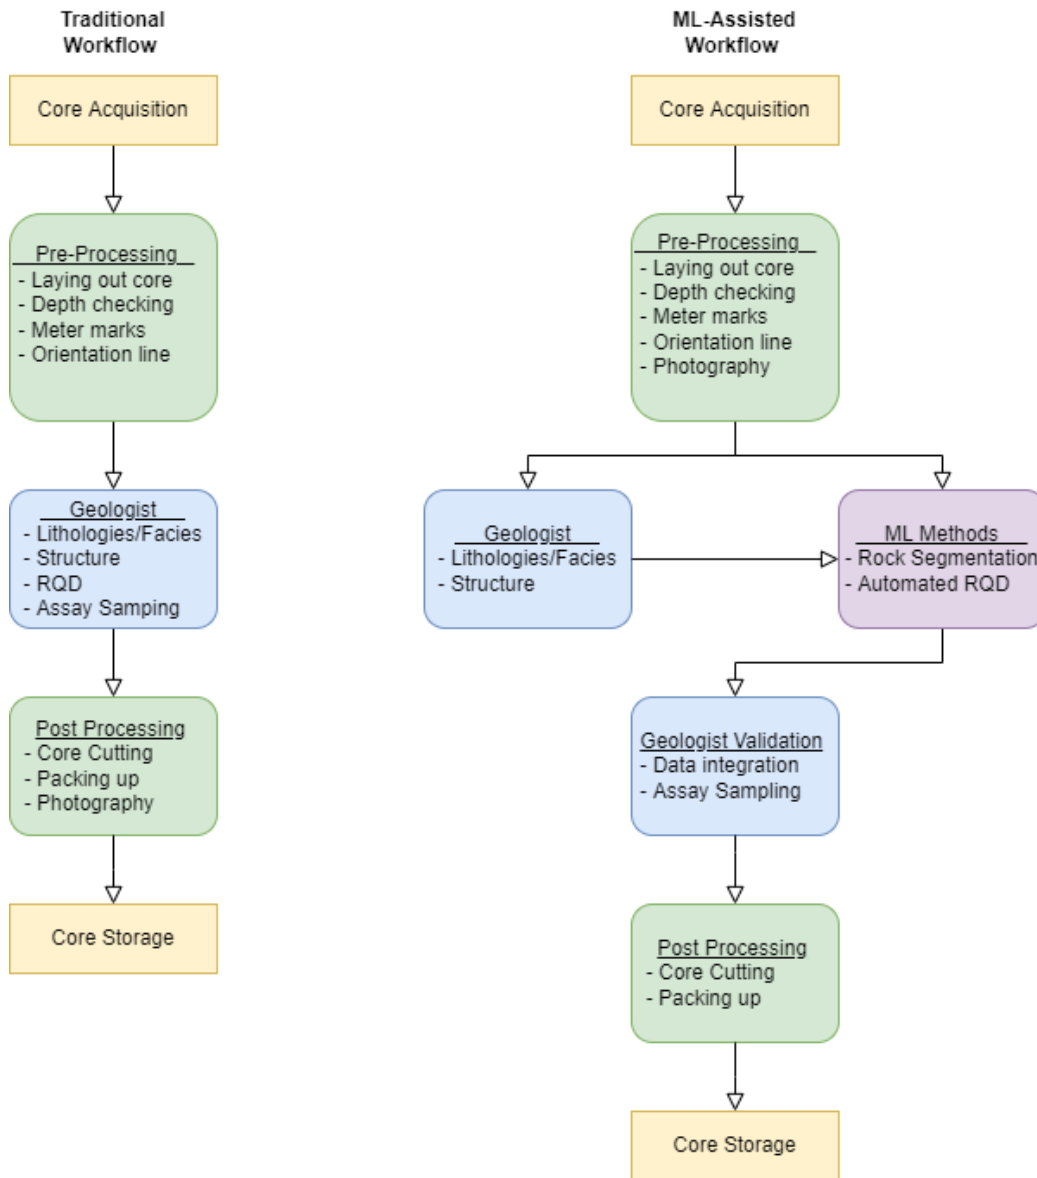 Traditional
Workflow
Core Acquisition
Pre-Processing
- Laying out core
- Depth checking
- Meter marks
- Orientation line
Geologist
- Lithologies/Facies
- Structure
- RQD
- Assay Samping
Post Processing
- Core Cutting
- Packing up
- Photography
Core Storage
ML-Assisted
Workflow
Core Acquisition
Pre-Processing
- Laying out core
- Depth checking
- Meter marks
- Orientation line
- Photography
Geologist
- Lithologies/Facies
- Structure
ML Methods
- Rock Segmentation
- Automated RQD
Geologist Validation
- Data integration
- Assay Sampling
Post Processing
- Core Cutting
- Packing up
Core Storage